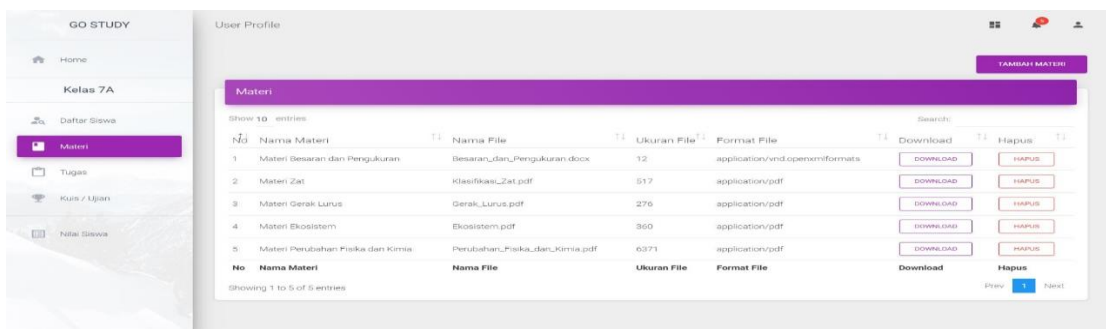 GO STUDY
User Profile
Home
Kelas 7A
Daftar Siswa
Materi
Tugas
Kuis / Ujian
Nilai Siswa
TAMBAH MATERI
Materi
Show 10 entries
Search:
No Nama Materi Nama File Ukuran File Format File Download Hapus
1 Materi Besaran dan Pengukuran Besaran_dan_Pengukuran.docx 12 application/vnd.openxmlformats DOWNLOAD HAPUS
2 Materi Zat Klasifikasi_Zat.pdf 517 application/pdf DOWNLOAD HAPUS
3 Materi Gerak Lurus Gerak_Lurus.pdf 276 application/pdf DOWNLOAD HAPUS
4 Materi Ekosistem Ekosistem.pdf 360 application/pdf DOWNLOAD HAPUS
5 Materi Perubahan Fisika dan Kimia Perubahan_Fisika_dan_Kimia.pdf 6371 application/pdf DOWNLOAD HAPUS
No Nama Materi Nama File Ukuran File Format File Download Hapus
Showing 1 to 5 of 5 entries
Prev 1 Next